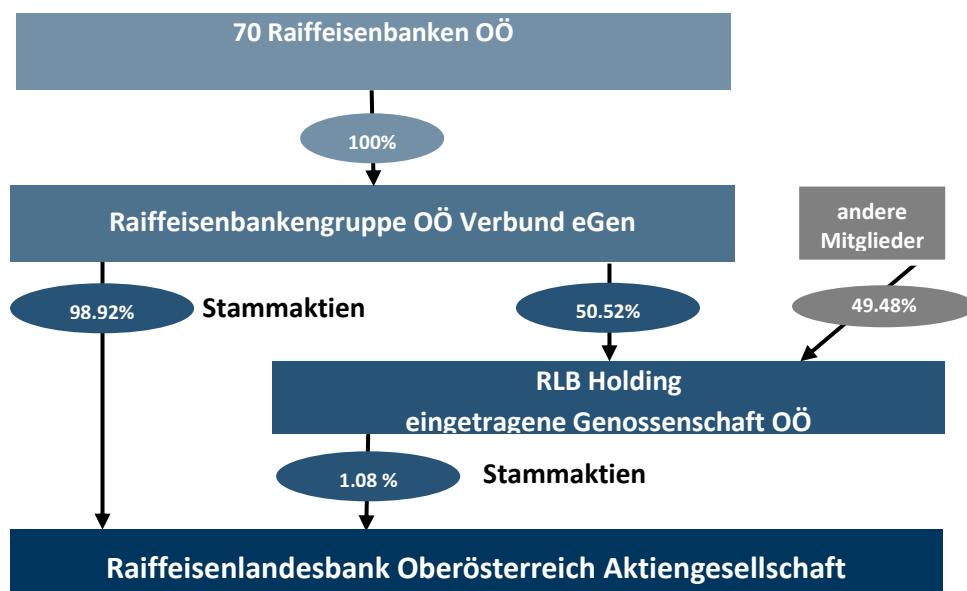 70 Raiffeisenbanken OÖ
100%
Raiffeisenbankengruppe OÖ Verbund eGen
andere
Mitglieder
98.92%
Stammaktien
50.52%
49.48%
RLB Holding
eingetragene Genossenschaft OÖ
1.08 %
Stammaktien
Raiffeisenlandesbank Oberösterreich Aktiengesellschaft